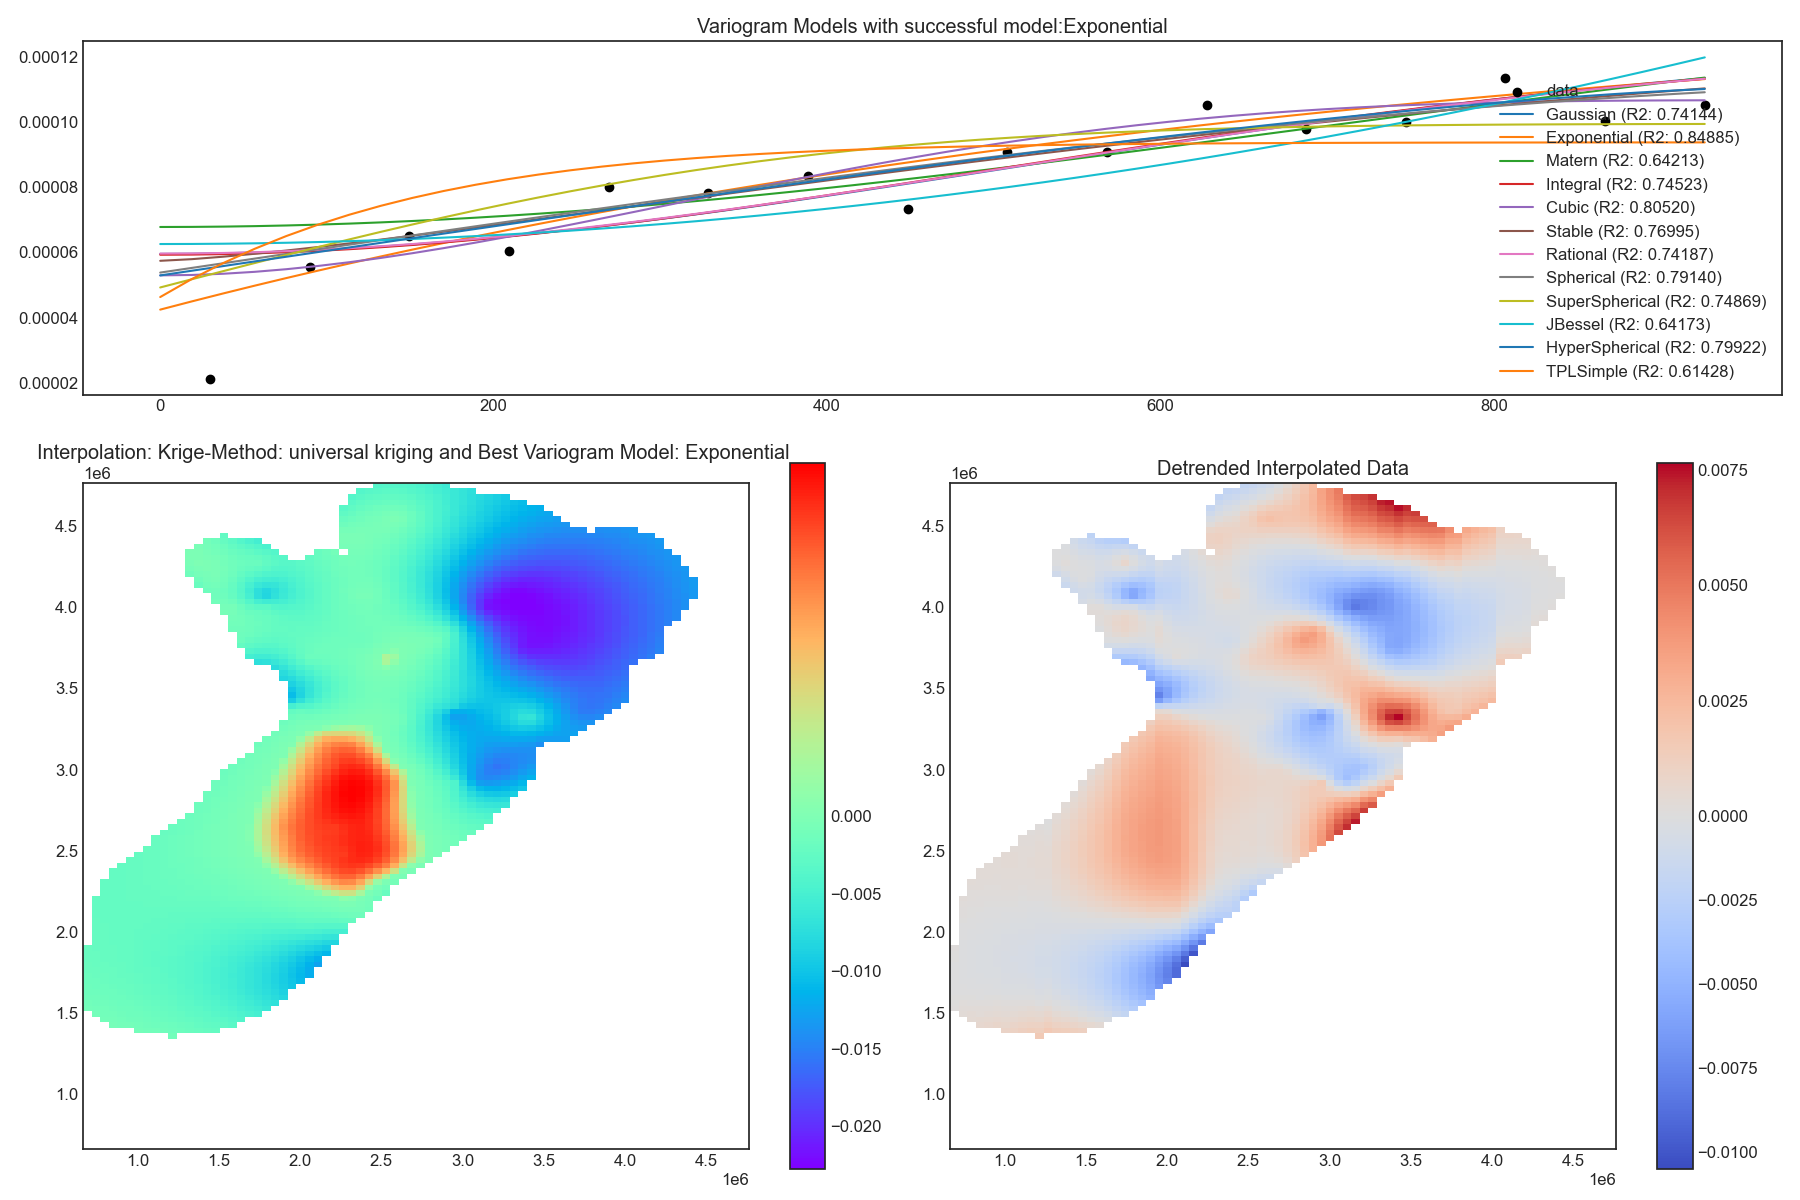 Variogram Models with successful model:Exponential
0.00012
0.00010
0.00008
0.00006
0.00004
0.00002
data
Gaussian (R2: 0.74144)
Exponential (R2: 0.84885)
Matern (R2: 0.64213)
Integral (R2: 0.74523)
Cubic (R2: 0.80520)
Stable (R2: 0.76995)
Rational (R2: 0.74187)
Spherical (R2: 0.79140)
SuperSpherical (R2: 0.74869)
JBessel (R2: 0.64173)
HyperSpherical (R2: 0.79922)
TPLSimple (R2: 0.61428)
0 200 400 600 800
Interpolation: Krige-Method: universal kriging and Best Variogram Model: Exponential
1e6
4.5
4.0
3.5
3.0
2.5
2.0
1.5
1.0
1.0 1.5 2.0 2.5 3.0 3.5 4.0 4.5
1e6
0.000
−0.005
−0.010
−0.015
−0.020
Detrended Interpolated Data
1e6
4.5
4.0
3.5
3.0
2.5
2.0
1.5
1.0
1.0 1.5 2.0 2.5 3.0 3.5 4.0 4.5
1e6
0.0075
0.0050
0.0025
0.0000
−0.0025
−0.0050
−0.0075
−0.0100